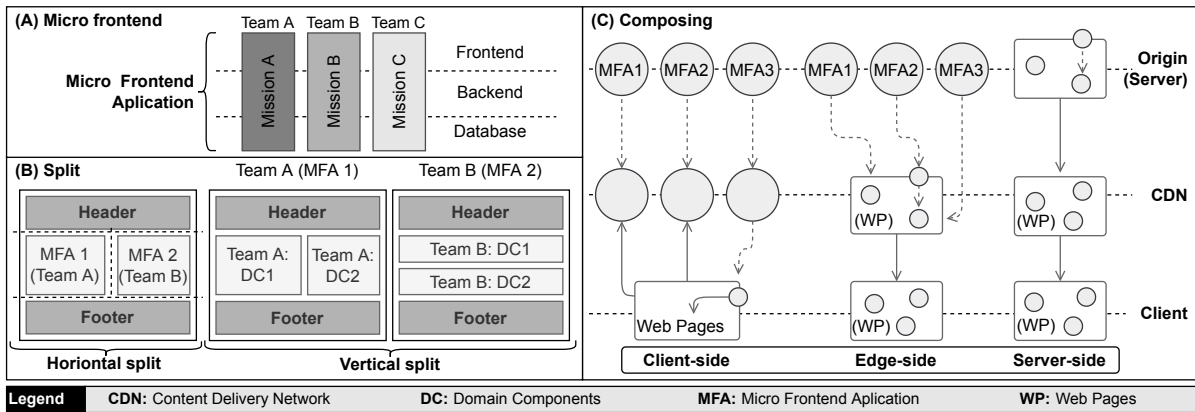 (A) Micro frontend
Team A Team B Team C
Micro Frontend
Aplication
Mission A
Mission B
Mission C
Frontend
Backend
Database
(B) Split
Team A (MFA 1)
Team B (MFA 2)
Header
MFA 1
(Team A)
MFA 2
(Team B)
Footer
Header
Team A:
DC1
Team A:
DC2
Footer
Header
Team B: DC1
Team B: DC2
Footer
Horiontal split
Vertical split
(C) Composing
MFA1 MFA2 MFA3 MFA1 MFA2 MFA3
Origin
(Server)
(WP)
(WP)
CDN
Web Pages
(WP)
(WP)
Client
Client-side Edge-side Server-side
Legend CDN: Content Delivery Network DC: Domain Components MFA: Micro Frontend Aplication WP: Web Pages